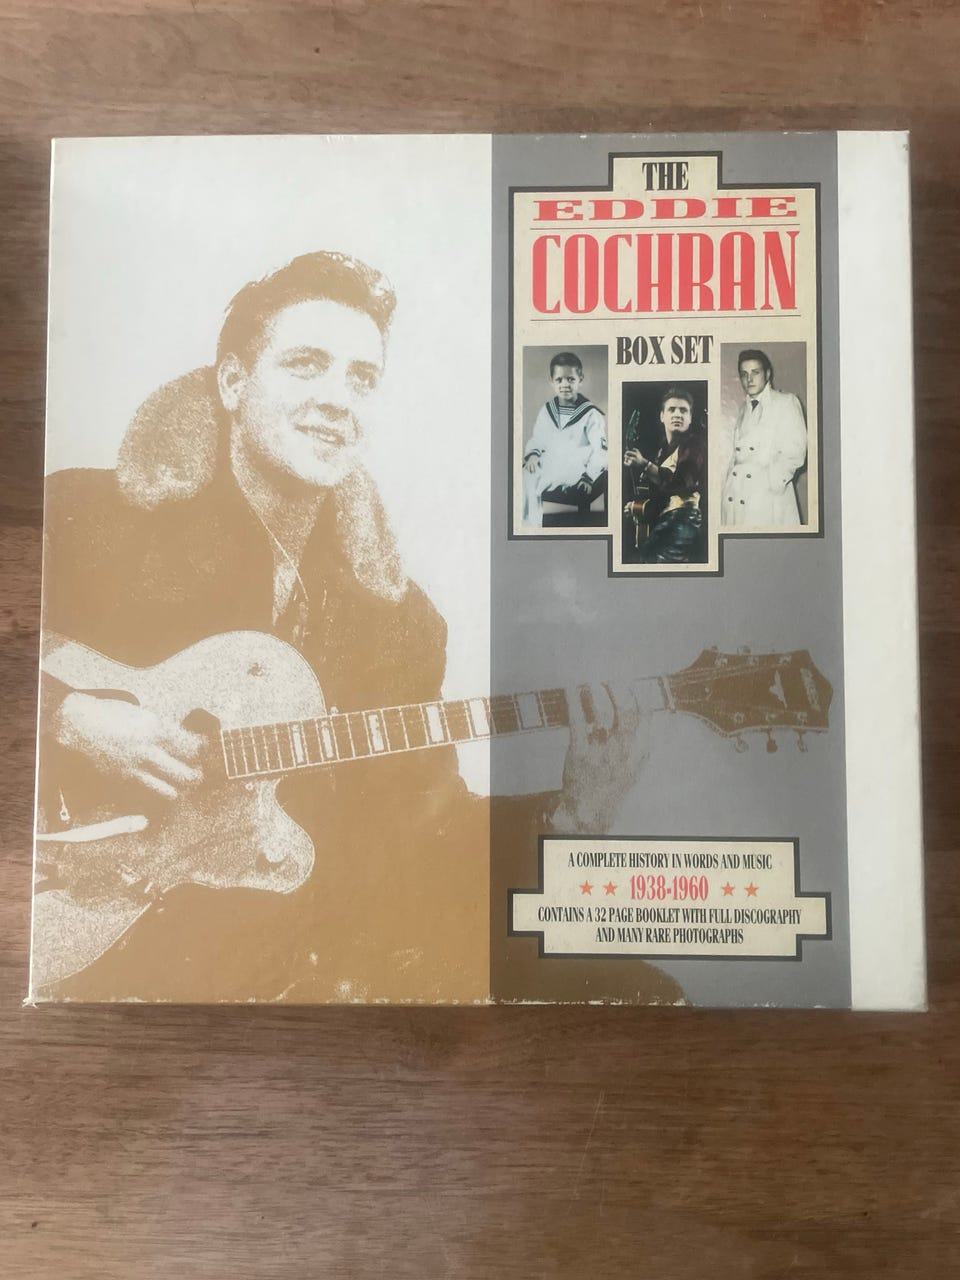 THE
EDDIE
COCHRAN
BOX SET
A COMPLETE HISTORY IN WORDS AND MUSIC
★ ★ 1938-1960 ★ ★
CONTAINS A 32 PAGE BOOKLET WITH FULL DISCOGRAPHY
AND MANY RARE PHOTOGRAPHS